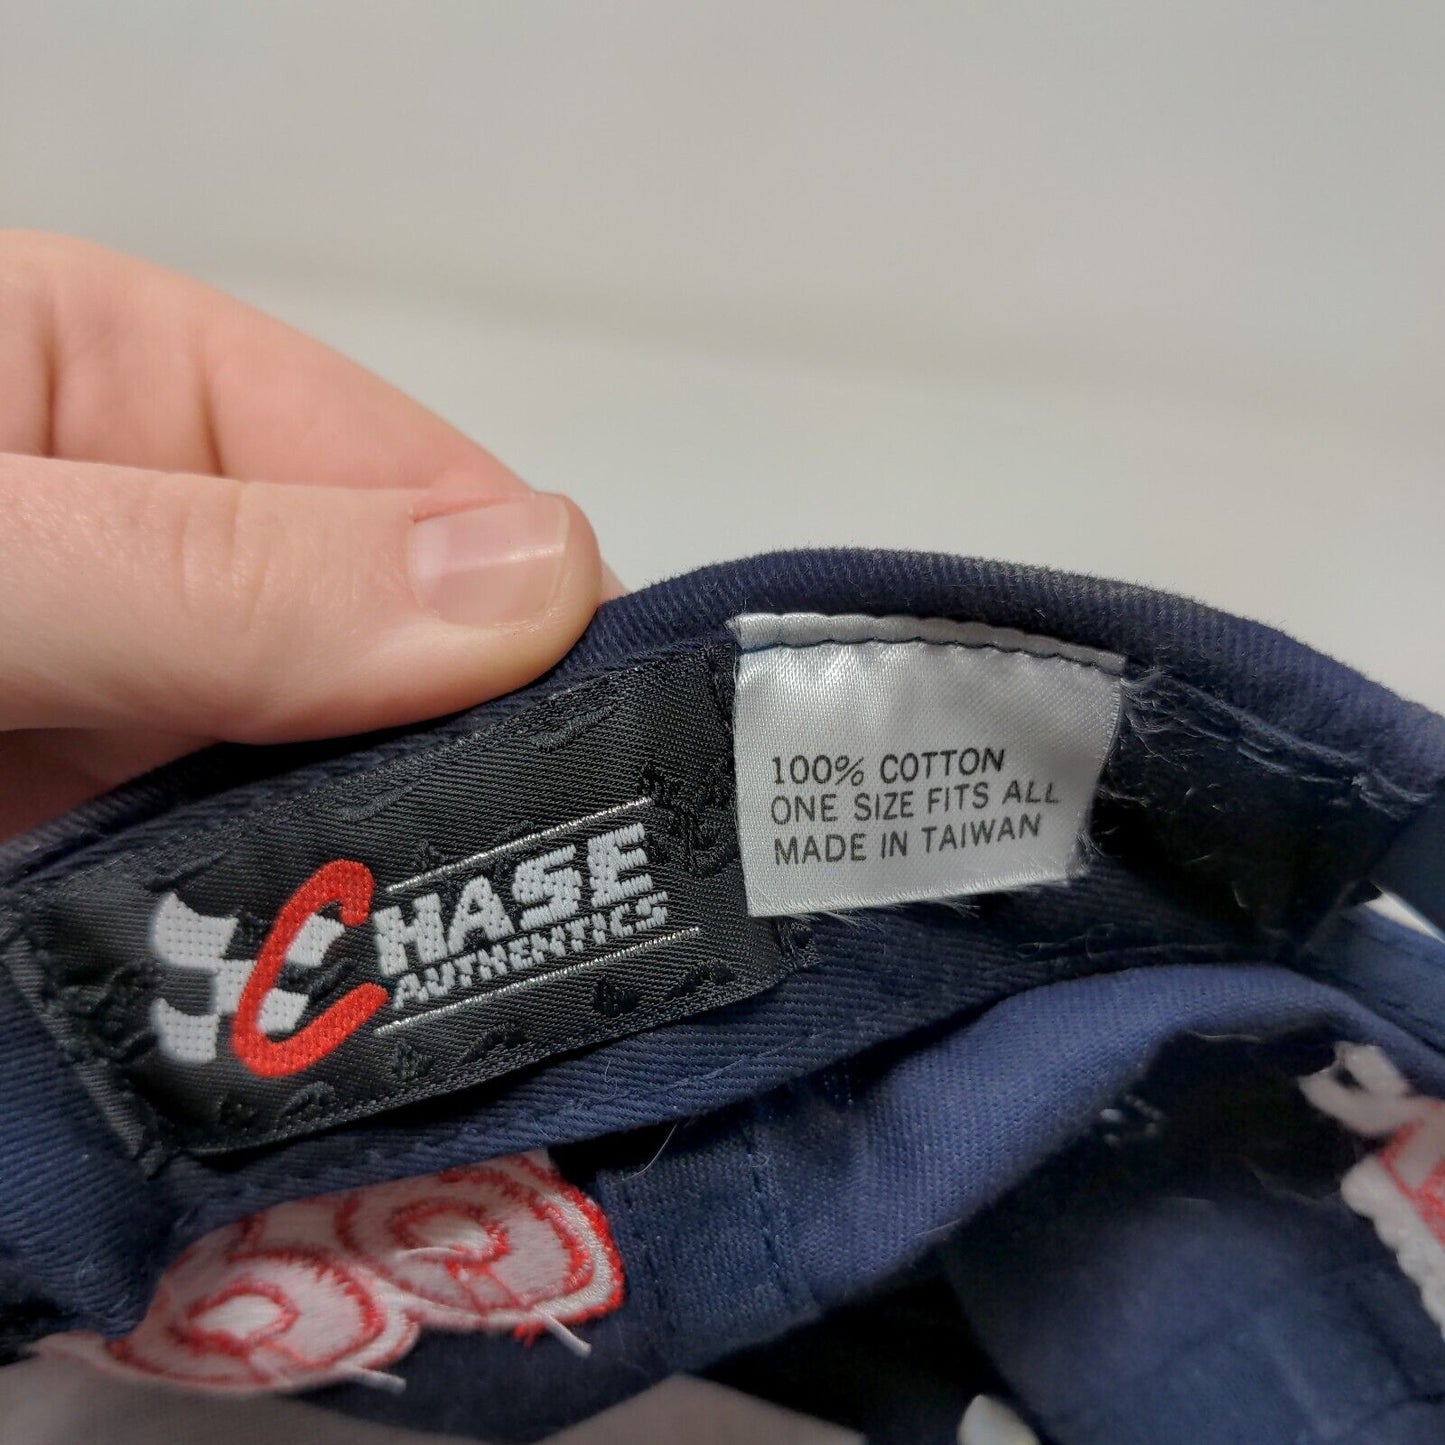 CHASE
AUTHENTICS
100% COTTON
ONE SIZE FITS ALL
MADE IN TAIWAN